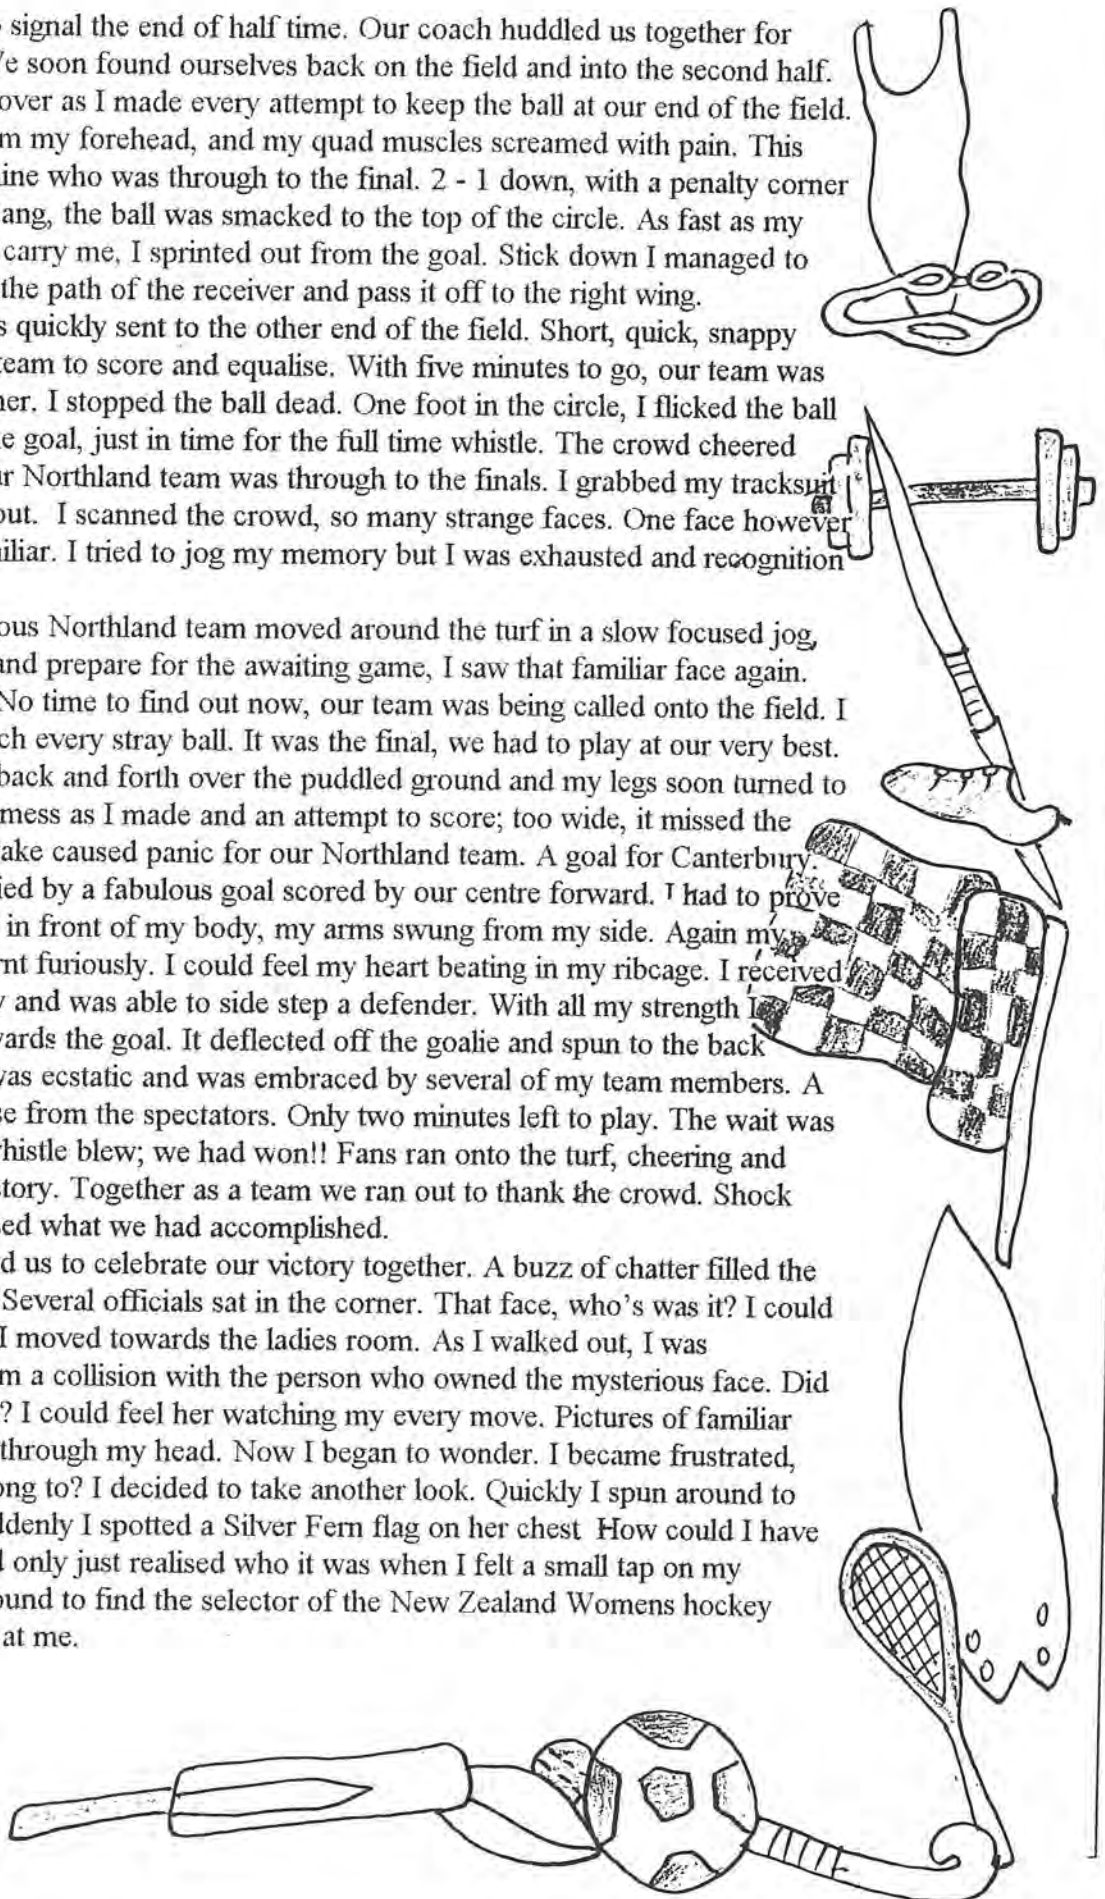 signal the end of half time. Our coach huddled us together for
e soon found ourselves back on the field and into the second half.
over as I made every attempt to keep the ball at our end of the field.
m my forehead, and my quad muscles screamed with pain. This
ine who was through to the final. 2 - 1 down, with a penalty corner
ang, the ball was smacked to the top of the circle. As fast as my
carry me, I sprinted out from the goal. Stick down I managed to
the path of the receiver and pass it off to the right wing.
s quickly sent to the other end of the field. Short, quick, snappy
team to score and equalise. With five minutes to go, our team was
ner. I stopped the ball dead. One foot in the circle, I flicked the ball
e goal, just in time for the full time whistle. The crowd cheered
ur Northland team was through to the finals. I grabbed my tracksuit
out. I scanned the crowd, so many strange faces. One face however
iliar. I tried to jog my memory but I was exhausted and recognition
ous Northland team moved around the turf in a slow focused jog,
and prepare for the awaiting game, I saw that familiar face again.
No time to find out now, our team was being called onto the field. I
ch every stray ball. It was the final, we had to play at our very best.
back and forth over the puddled ground and my legs soon turned to
mess as I made and an attempt to score; too wide, it missed the
ake caused panic for our Northland team. A goal for Canterbury.
ied by a fabulous goal scored by our centre forward. I had to prove
in front of my body, my arms swung from my side. Again my
rnt furiously. I could feel my heart beating in my ribcage. I received
y and was able to side step a defender. With all my strength I
wards the goal. It deflected off the goalie and spun to the back
was ecstatic and was embraced by several of my team members. A
se from the spectators. Only two minutes left to play. The wait was
whistle blew; we had won!! Fans ran onto the turf, cheering and
story. Together as a team we ran out to thank the crowd. Shock
sed what we had accomplished.
d us to celebrate our victory together. A buzz of chatter filled the
Several officials sat in the corner. That face, who's was it? I could
I moved towards the ladies room. As I walked out, I was
m a collision with the person who owned the mysterious face. Did
? I could feel her watching my every move. Pictures of familiar
through my head. Now I began to wonder. I became frustrated,
ong to? I decided to take another look. Quickly I spun around to
ddenly I spotted a Silver Fern flag on her chest How could I have
d only just realised who it was when I felt a small tap on my
ound to find the selector of the New Zealand Womens hockey
at me.